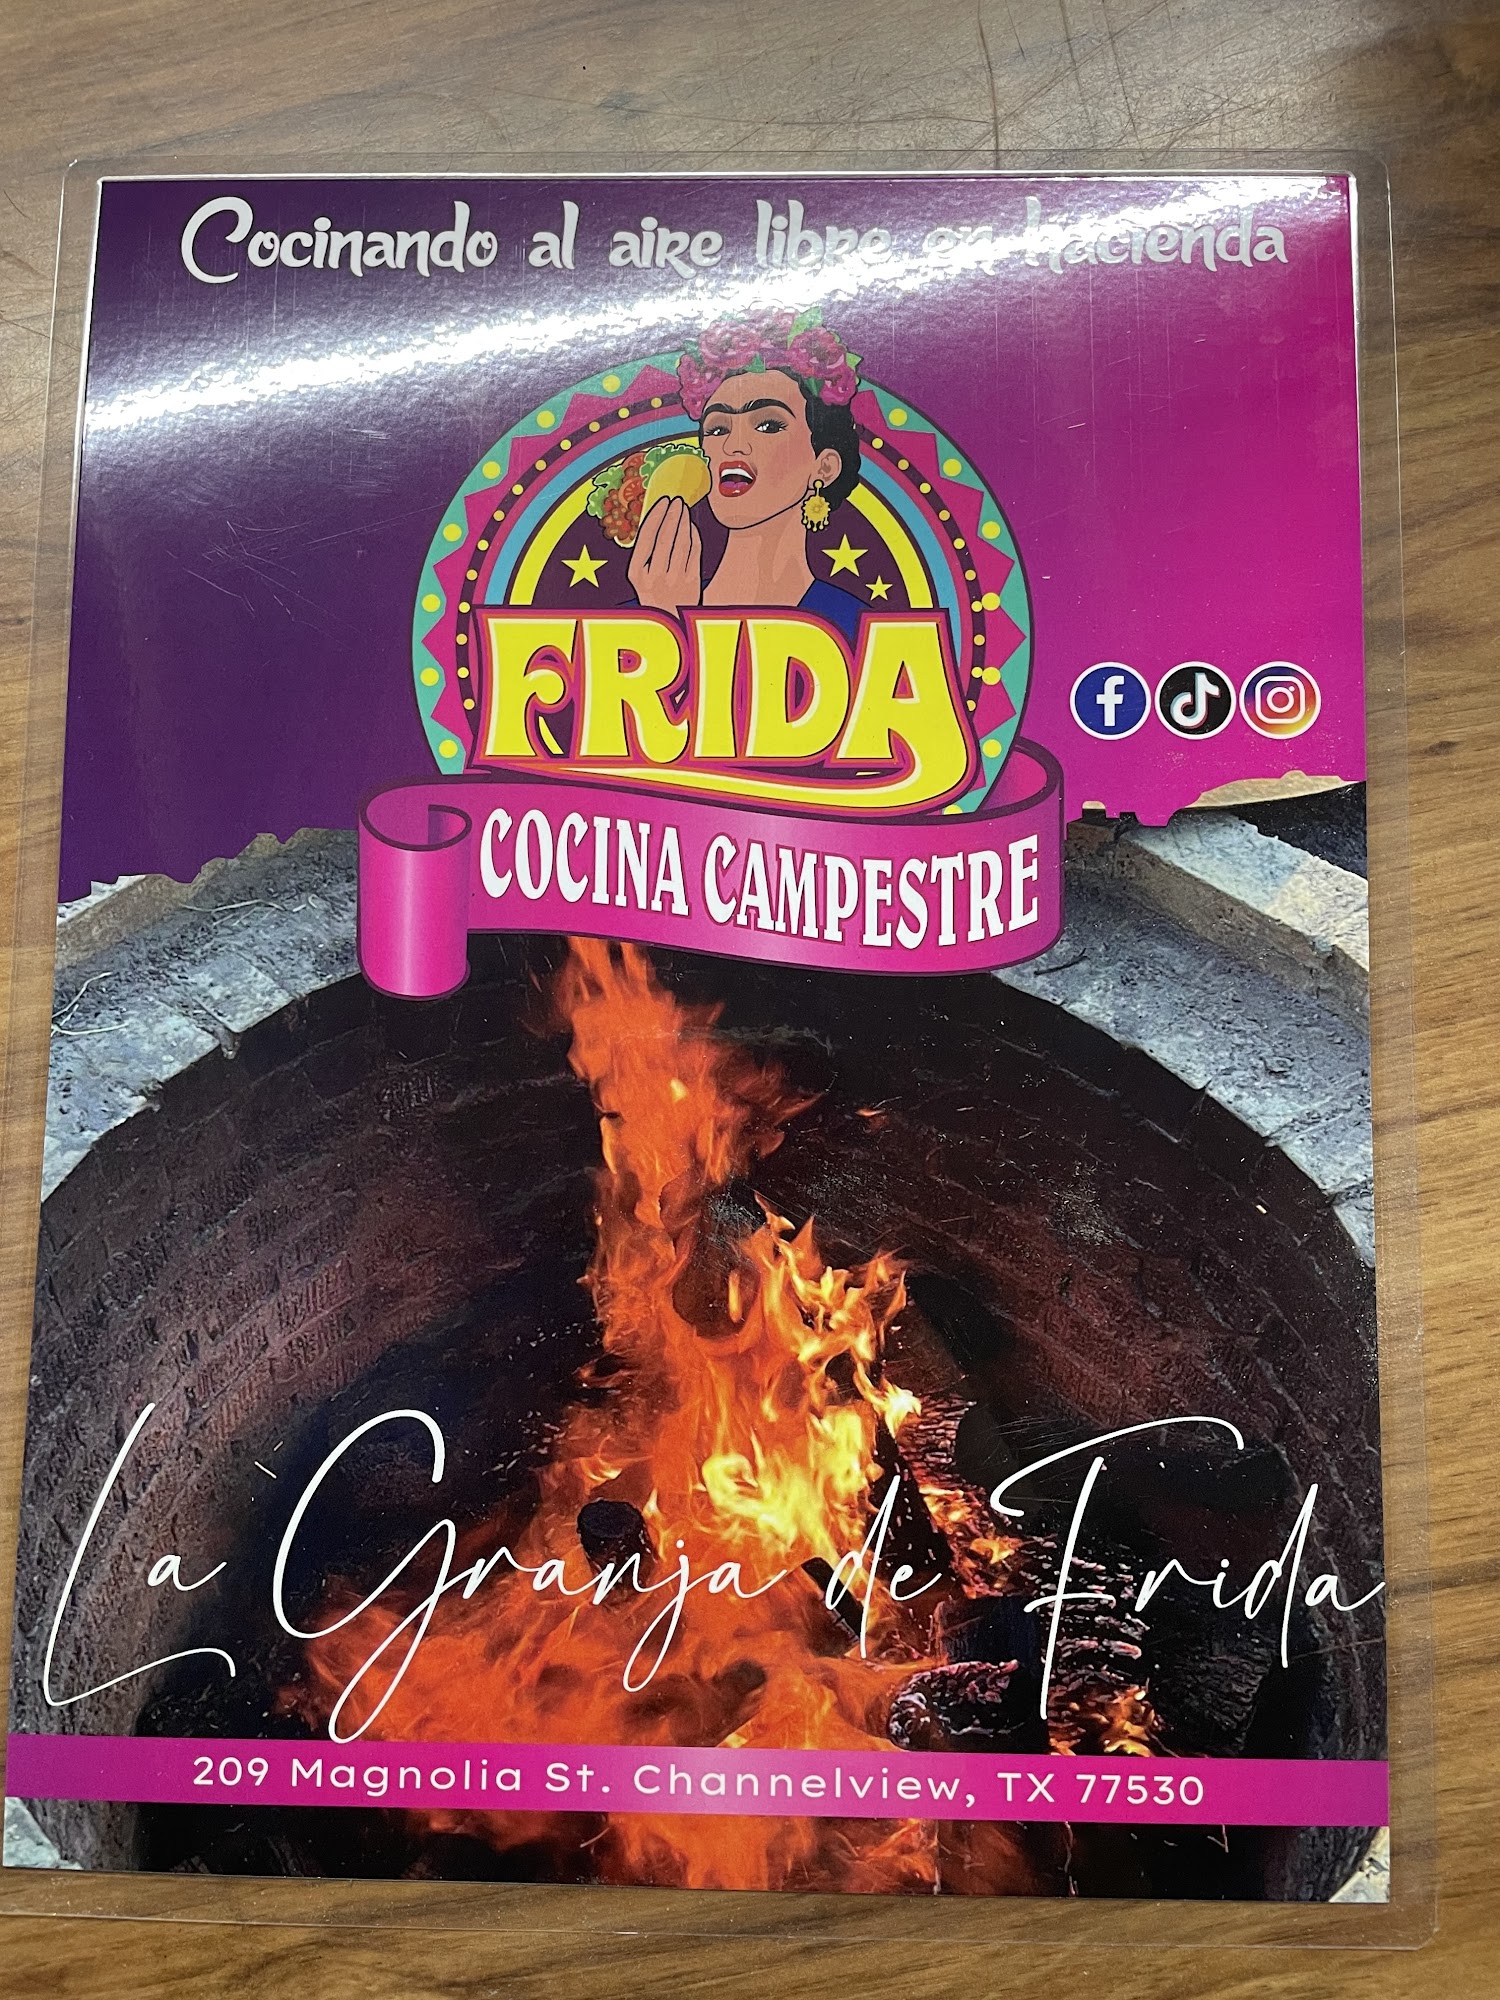 Cocinando al aire libre en hacienda
FRIDA
COCINA CAMPESTRE
La Granja de Frida
209 Magnolia St. Channelview, TX 77530